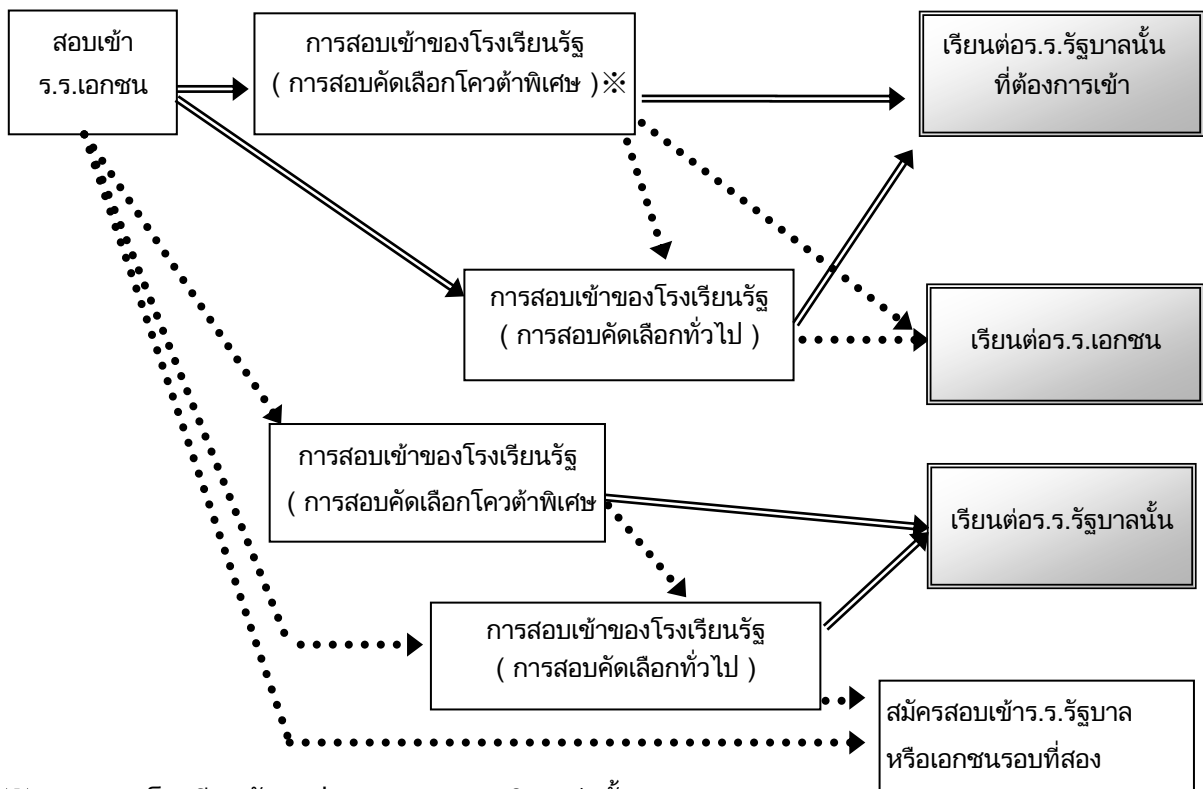 สอบเข้า
ร.ร.เอกชน
การสอบเข้าของโรงเรียนรัฐ
( การสอบคัดเลือกโควต้าพิเศษ )※
เรียนต่อร.ร.รัฐบาลนั้น
ที่ต้องการเข้า
การสอบเข้าของโรงเรียนรัฐ
( การสอบคัดเลือกทั่วไป )
เรียนต่อร.ร.เอกชน
การสอบเข้าของโรงเรียนรัฐ
( การสอบคัดเลือกโควต้าพิเศษ
เรียนต่อร.ร.รัฐบาลนั้น
การสอบเข้าของโรงเรียนรัฐ
( การสอบคัดเลือกทั่วไป )
สมัครสอบเข้าร.ร.รัฐบาล
หรือเอกชนรอบที่สอง